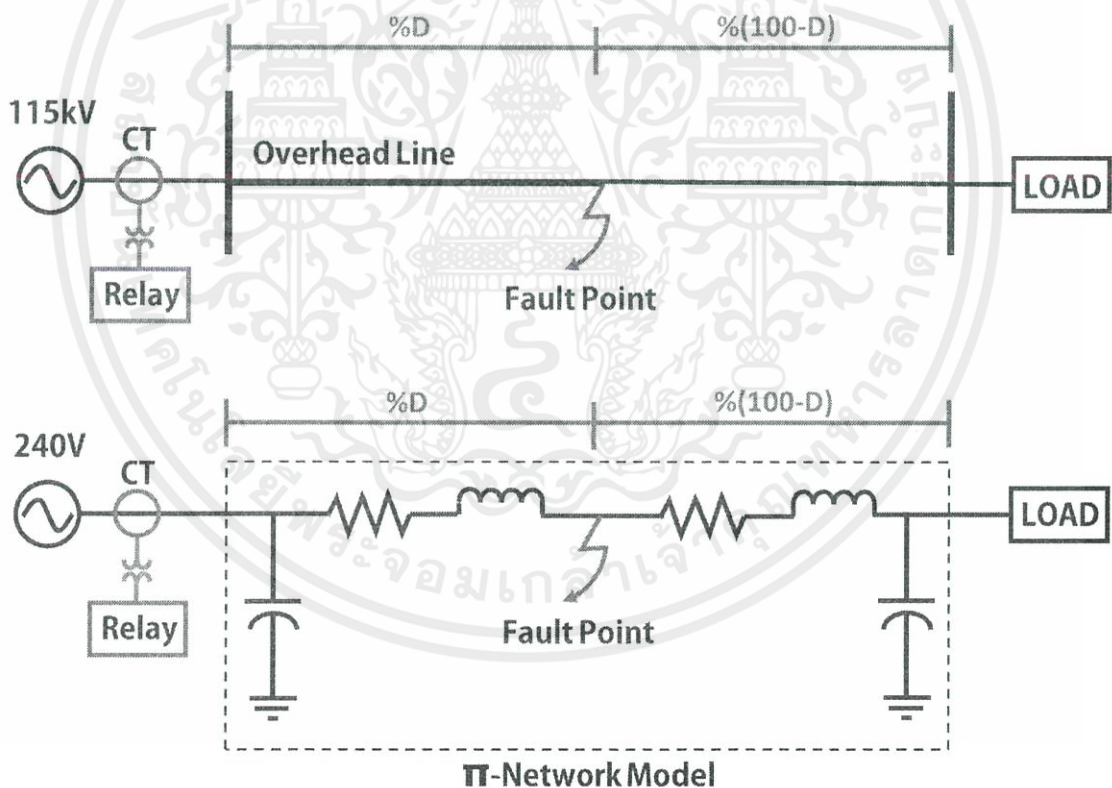 %D
%(100-D)
115kV
CT
Overhead Line
LOAD
Relay
Fault Point
%D
%(100-D)
240V
CT
LOAD
Relay
Fault Point
π-Network Model